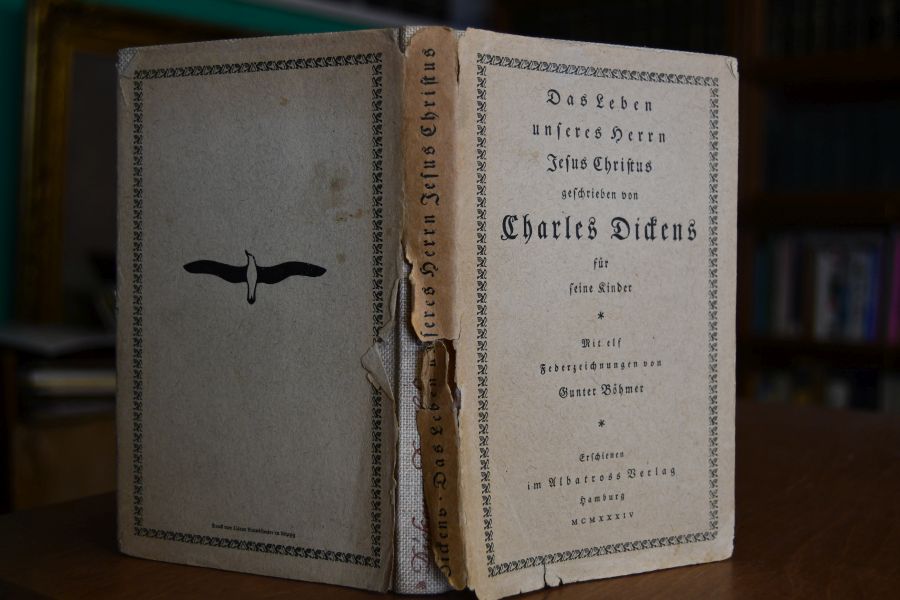 Das Leben
unseres Herrn
Jesus Christus
geschrieben von
Charles Dickens
für
seine Kinder
*
Mit elf
Federzeichnungen von
Gunter Böhmer
*
Erschienen
im Albatross Verlag
Hamburg
MCMXXXIV
Dickens · Das Leben unseres Herrn Jesus Christus